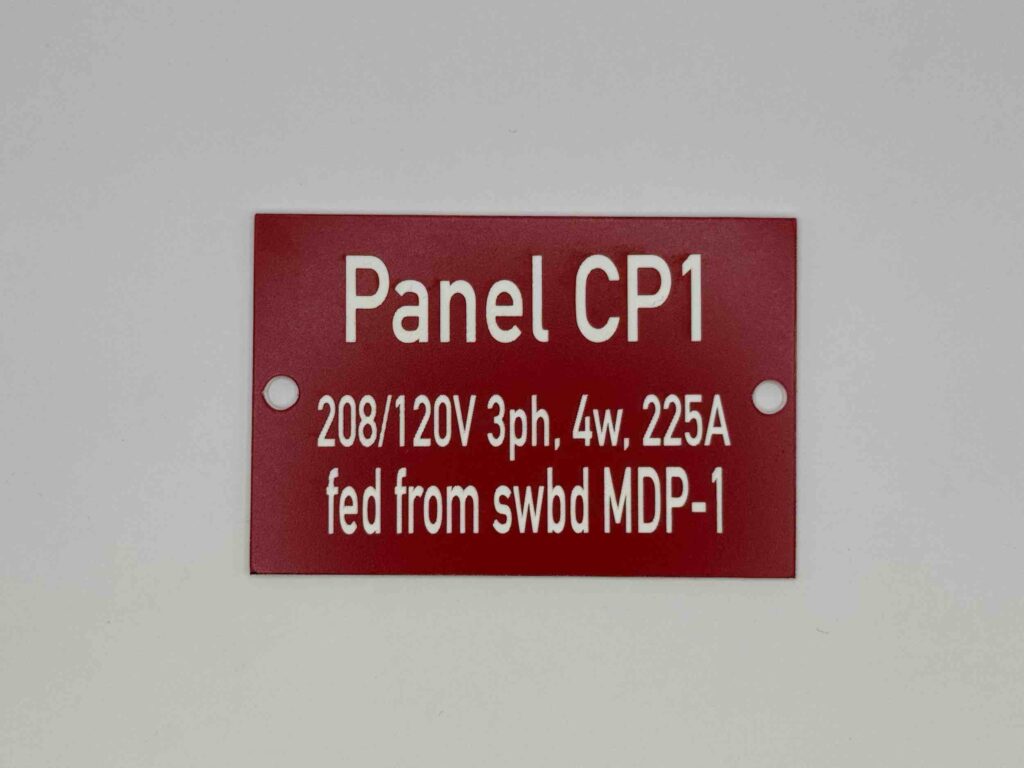 Panel CP1
208/120V 3ph, 4w, 225A
fed from swbd MDP-1